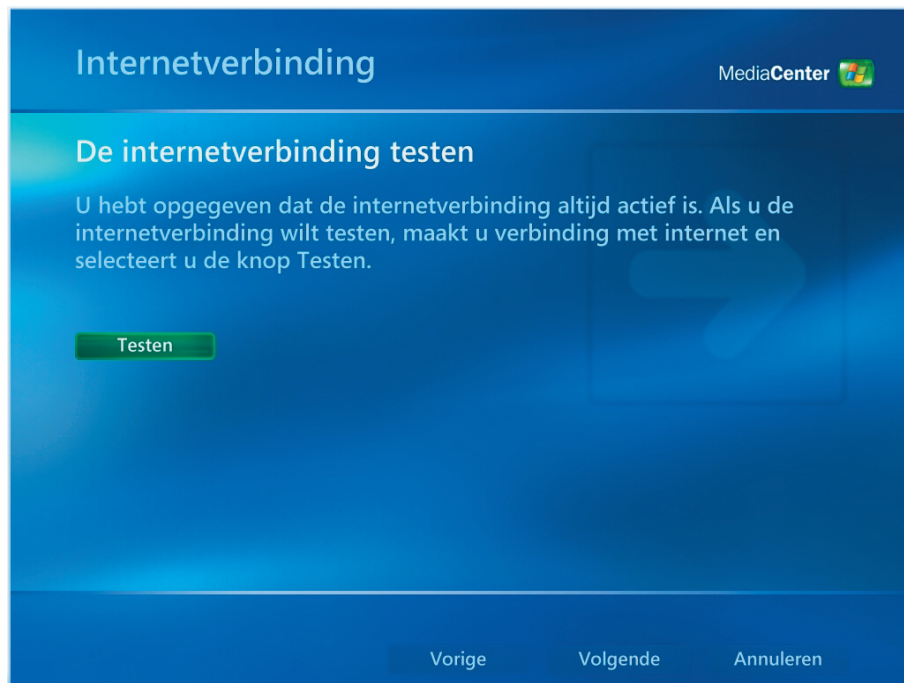 Internetverbinding
MediaCenter
De internetverbinding testen
U hebt opgegeven dat de internetverbinding altijd actief is. Als u de
internetverbinding wilt testen, maakt u verbinding met internet en
selecteert u de knop Testen.
Testen
Vorige
Volgende
Annuleren